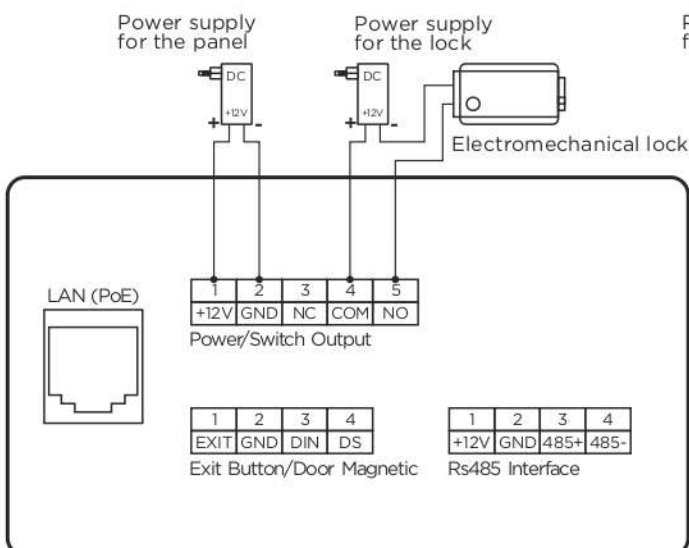 Power supply
for the panel
Power supply
for the lock
P
f
DC
+12V
+ -
DC
+12V
+ -
Electromechanical lock
LAN (PoE)
1 2 3 4 5
+12V GND NC COM NO
Power/Switch Output
1 2 3 4
EXIT GND DIN DS
Exit Button/Door Magnetic
1 2 3 4
+12V GND 485+ 485-
Rs485 Interface